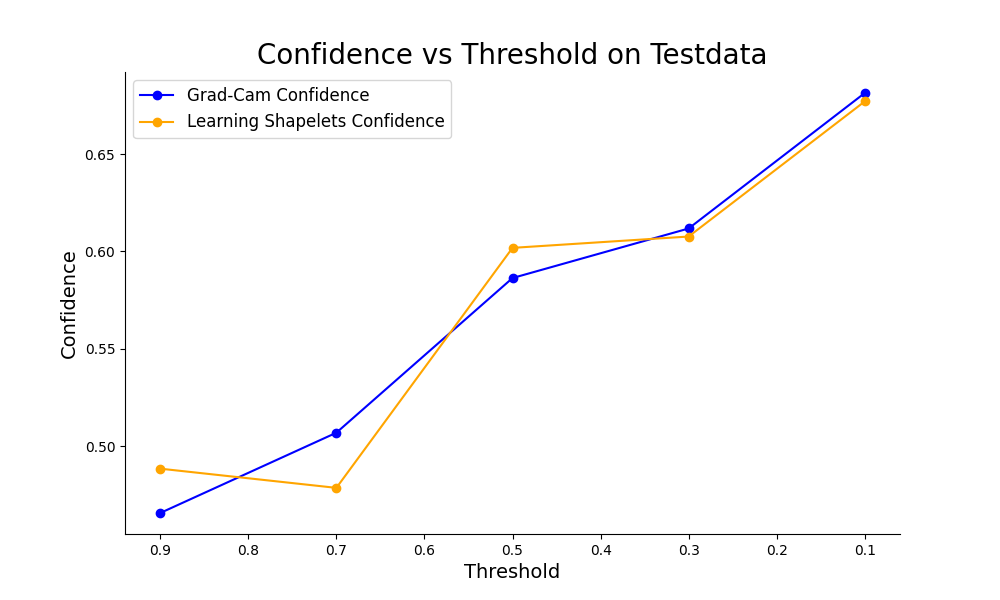 Confidence vs Threshold on Testdata
Grad-Cam Confidence
Learning Shapelets Confidence
0.65
0.60
0.55
0.50
Confidence
0.9 0.8 0.7 0.6 0.5 0.4 0.3 0.2 0.1
Threshold